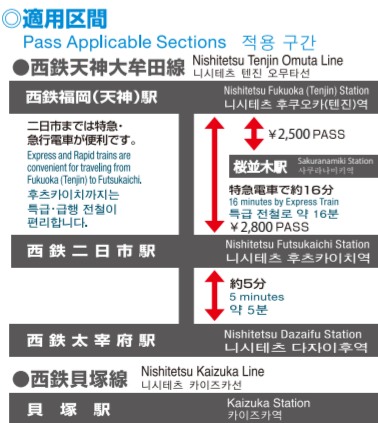 ◎適用区間
Pass Applicable Sections 적용 구간
●西鉄天神大牟田線 Nishitetsu Tenjin Omuta Line
니시테츠 텐진 오무타선
西鉄福岡(天神)駅 Nishitetsu Fukuoka (Tenjin) Station
니시테츠 후쿠오카(텐진)역
二日市までは特急・
急行電車が便利です。
Express and Rapid trains are
convenient for traveling from
Fukuoka (Tenjin) to Futsukaichi.
후츠카이치까지는
특급·급행 전철이
편리합니다.
¥2,500 PASS
桜並木駅 Sakuranamiki Station
사쿠라나미키역
特急電車で約16分
16 minutes by Express Train
특급 전철로 약 16분
¥2,800 PASS
西鉄二日市駅 Nishitetsu Futsukaichi Station
니시테츠 후츠카이치역
約5分
5 minutes
약 5분
西鉄太宰府駅 Nishitetsu Dazaifu Station
니시테츠 다자이후역
●西鉄貝塚線 Nishitetsu Kaizuka Line
니시테츠 카이즈카선
貝塚駅 Kaizuka Station
카이즈카역